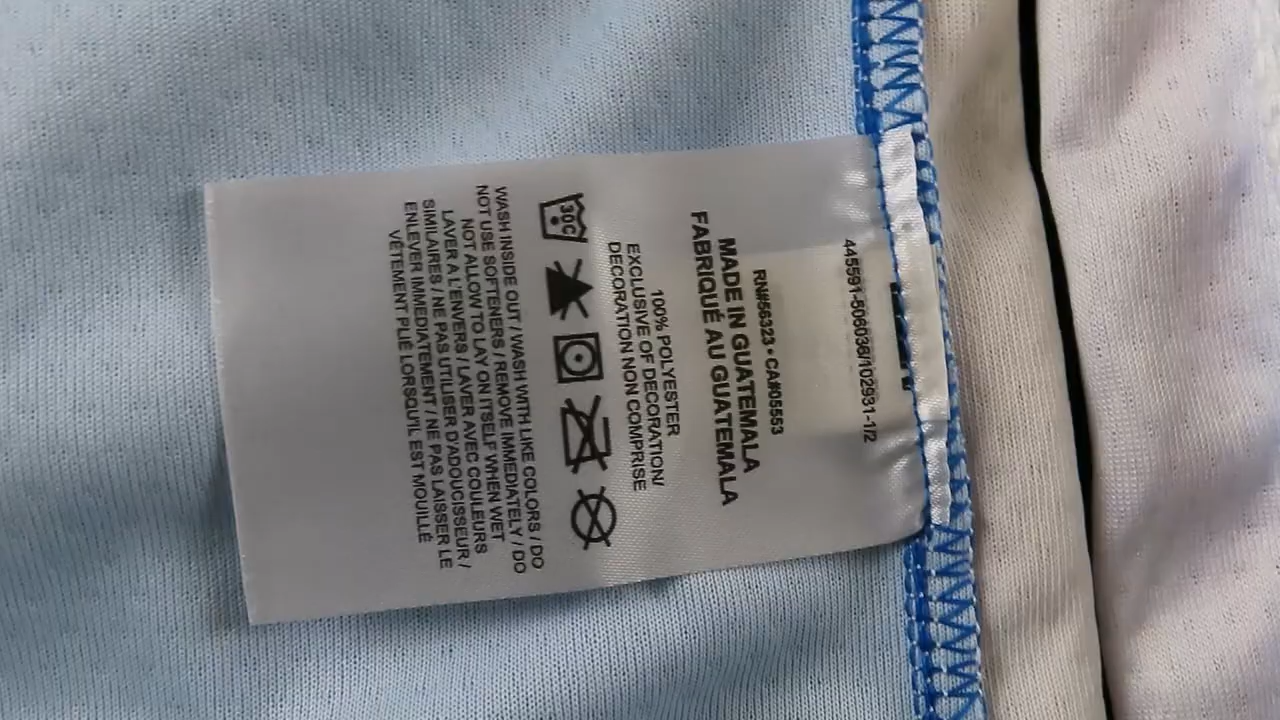 445591-506038/102931-1/2
RN#56323 • CA#05553
MADE IN GUATEMALA
FABRIQUÉ AU GUATEMALA
100% POLYESTER
EXCLUSIVE OF DECORATION/
DECORATION NON COMPRISE
30C
WASH INSIDE OUT / WASH WITH LIKE COLORS / DO
NOT USE SOFTENERS / REMOVE IMMEDIATELY / DO
NOT ALLOW TO LAY ON ITSELF WHEN WET
LAVER A L'ENVERS / LAVER AVEC COULEURS
SIMILAIRES / NE PAS UTILISER D'ADOUCISSEUR /
ENLEVER IMMEDIATEMENT / NE PAS LAISSER LE
VÊTEMENT PLIÉ LORSQU'IL EST MOUILLÉ